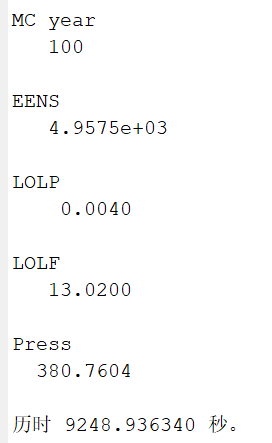 MC year
100
EENS
4.9575e+03
LOLP
0.0040
LOLF
13.0200
Press
380.7604
历时 9248.936340 秒。